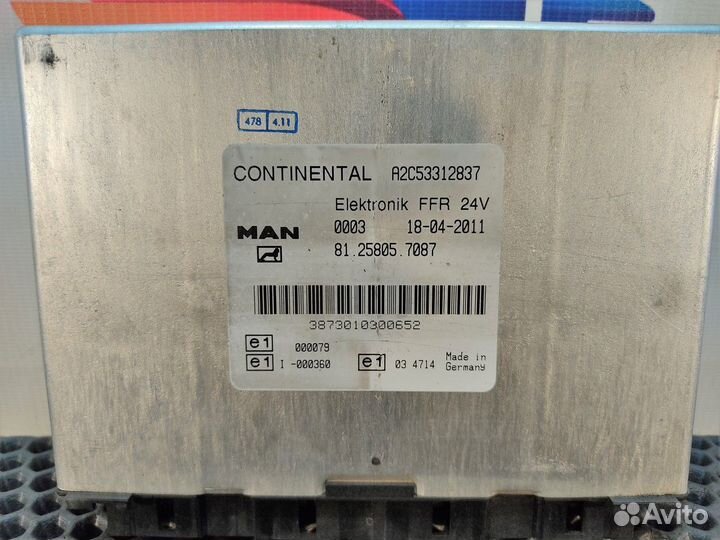 478 4.11
CONTINENTAL A2C53312837
Elektronik FFR 24V
MAN 0003 18-04-2011
81.25805.7087
3873010300652
e1 000079
e1 I -000360 e1 03 4714 Made in Germany
Avito